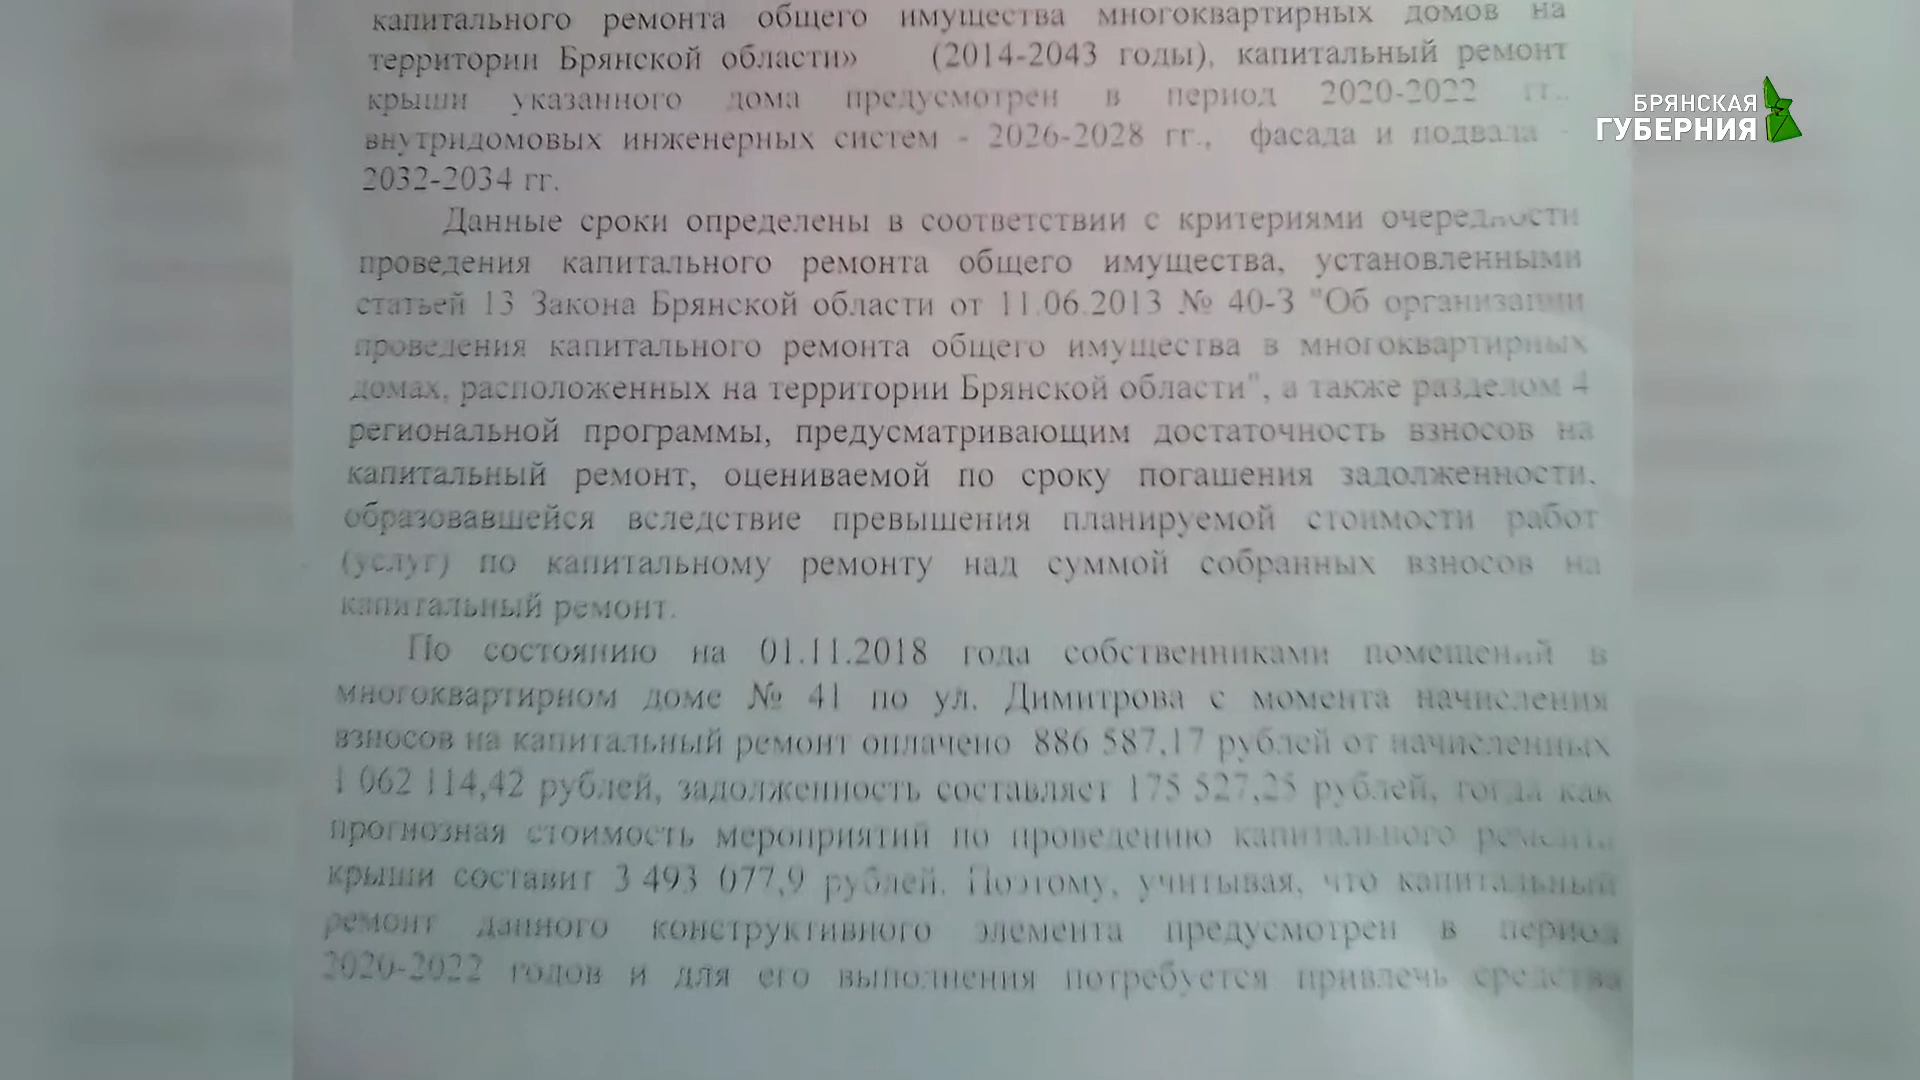 капитального ремонта общего имущества многоквартирных домов на
территории Брянской области» (2014-2043 годы), капитальный ремонт
крыши указанного дома предусмотрен в период 2020-2022 гг.,
внутридомовых инженерных систем - 2026-2028 гг., фасада и подвала -
2032-2034 гг.
Данные сроки определены в соответствии с критериями очередности
проведения капитального ремонта общего имущества, установленными
статьей 13 Закона Брянской области от 11.06.2013 № 40-З "Об организации
проведения капитального ремонта общего имущества в многоквартирных
домах, расположенных на территории Брянской области", а также разделом 4
региональной программы, предусматривающим достаточность взносов на
капитальный ремонт, оцениваемой по сроку погашения задолженности,
образовавшейся вследствие превышения планируемой стоимости работ
(услуг) по капитальному ремонту над суммой собранных взносов на
капитальный ремонт.
По состоянию на 01.11.2018 года собственниками помещений в
многоквартирном доме № 41 по ул. Димитрова с момента начисления
взносов на капитальный ремонт оплачено 886 587,17 рублей от начисленных
1 062 114,42 рублей, задолженность составляет 175 527,25 рублей, тогда как
прогнозная стоимость мероприятий по проведению капитального ремонта
крыши составит 3 493 077,9 рублей. Поэтому, учитывая, что капитальный
ремонт данного конструктивного элемента предусмотрен в период
2020-2022 годов и для его выполнения потребуется привлечь средства
БРЯНСКАЯ
ГУБЕРНИЯ